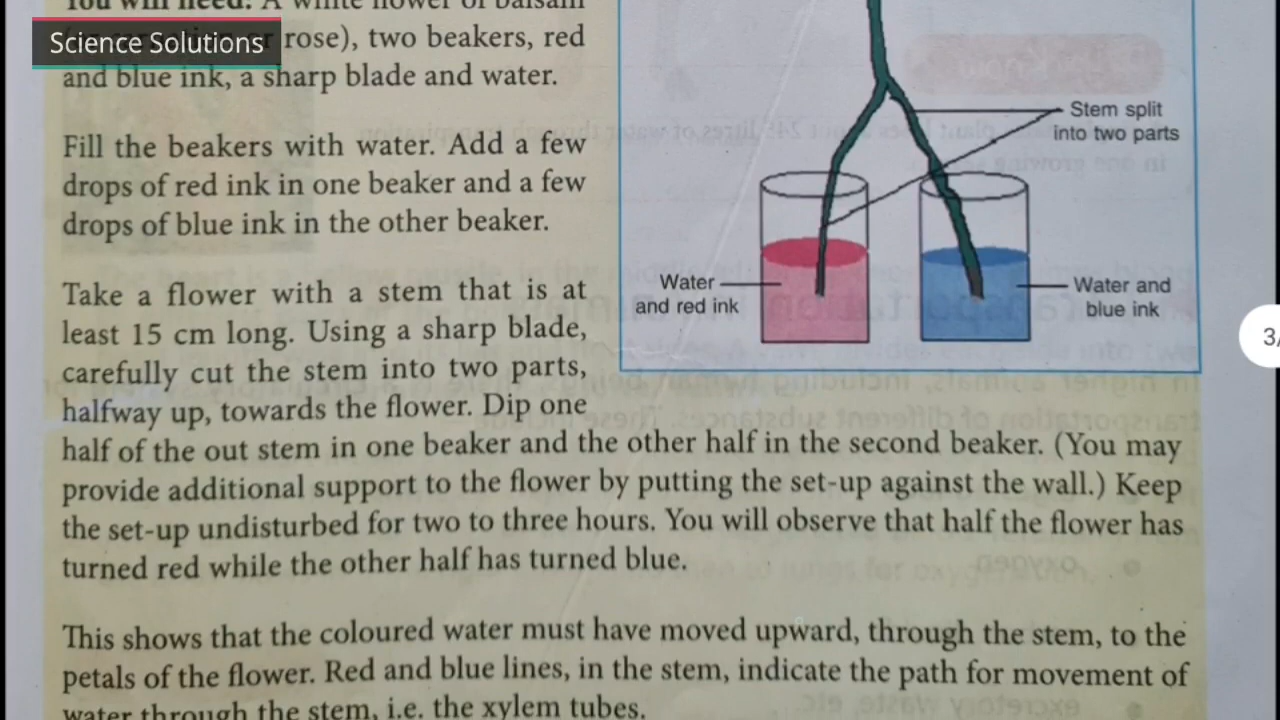 You will need: A white flower of balsam
Science Solutions
rose), two beakers, red
and blue ink, a sharp blade and water.
Fill the beakers with water. Add a few
drops of red ink in one beaker and a few
drops of blue ink in the other beaker.
Take a flower with a stem that is at
least 15 cm long. Using a sharp blade,
carefully cut the stem into two parts,
halfway up, towards the flower. Dip one
half of the out stem in one beaker and the other half in the second beaker. (You may
provide additional support to the flower by putting the set-up against the wall.) Keep
the set-up undisturbed for two to three hours. You will observe that half the flower has
turned red while the other half has turned blue.
This shows that the coloured water must have moved upward, through the stem, to the
petals of the flower. Red and blue lines, in the stem, indicate the path for movement of
water through the stem, i.e. the xylem tubes.
Stem split
into two parts
Water
and red ink
Water and
blue ink
3/